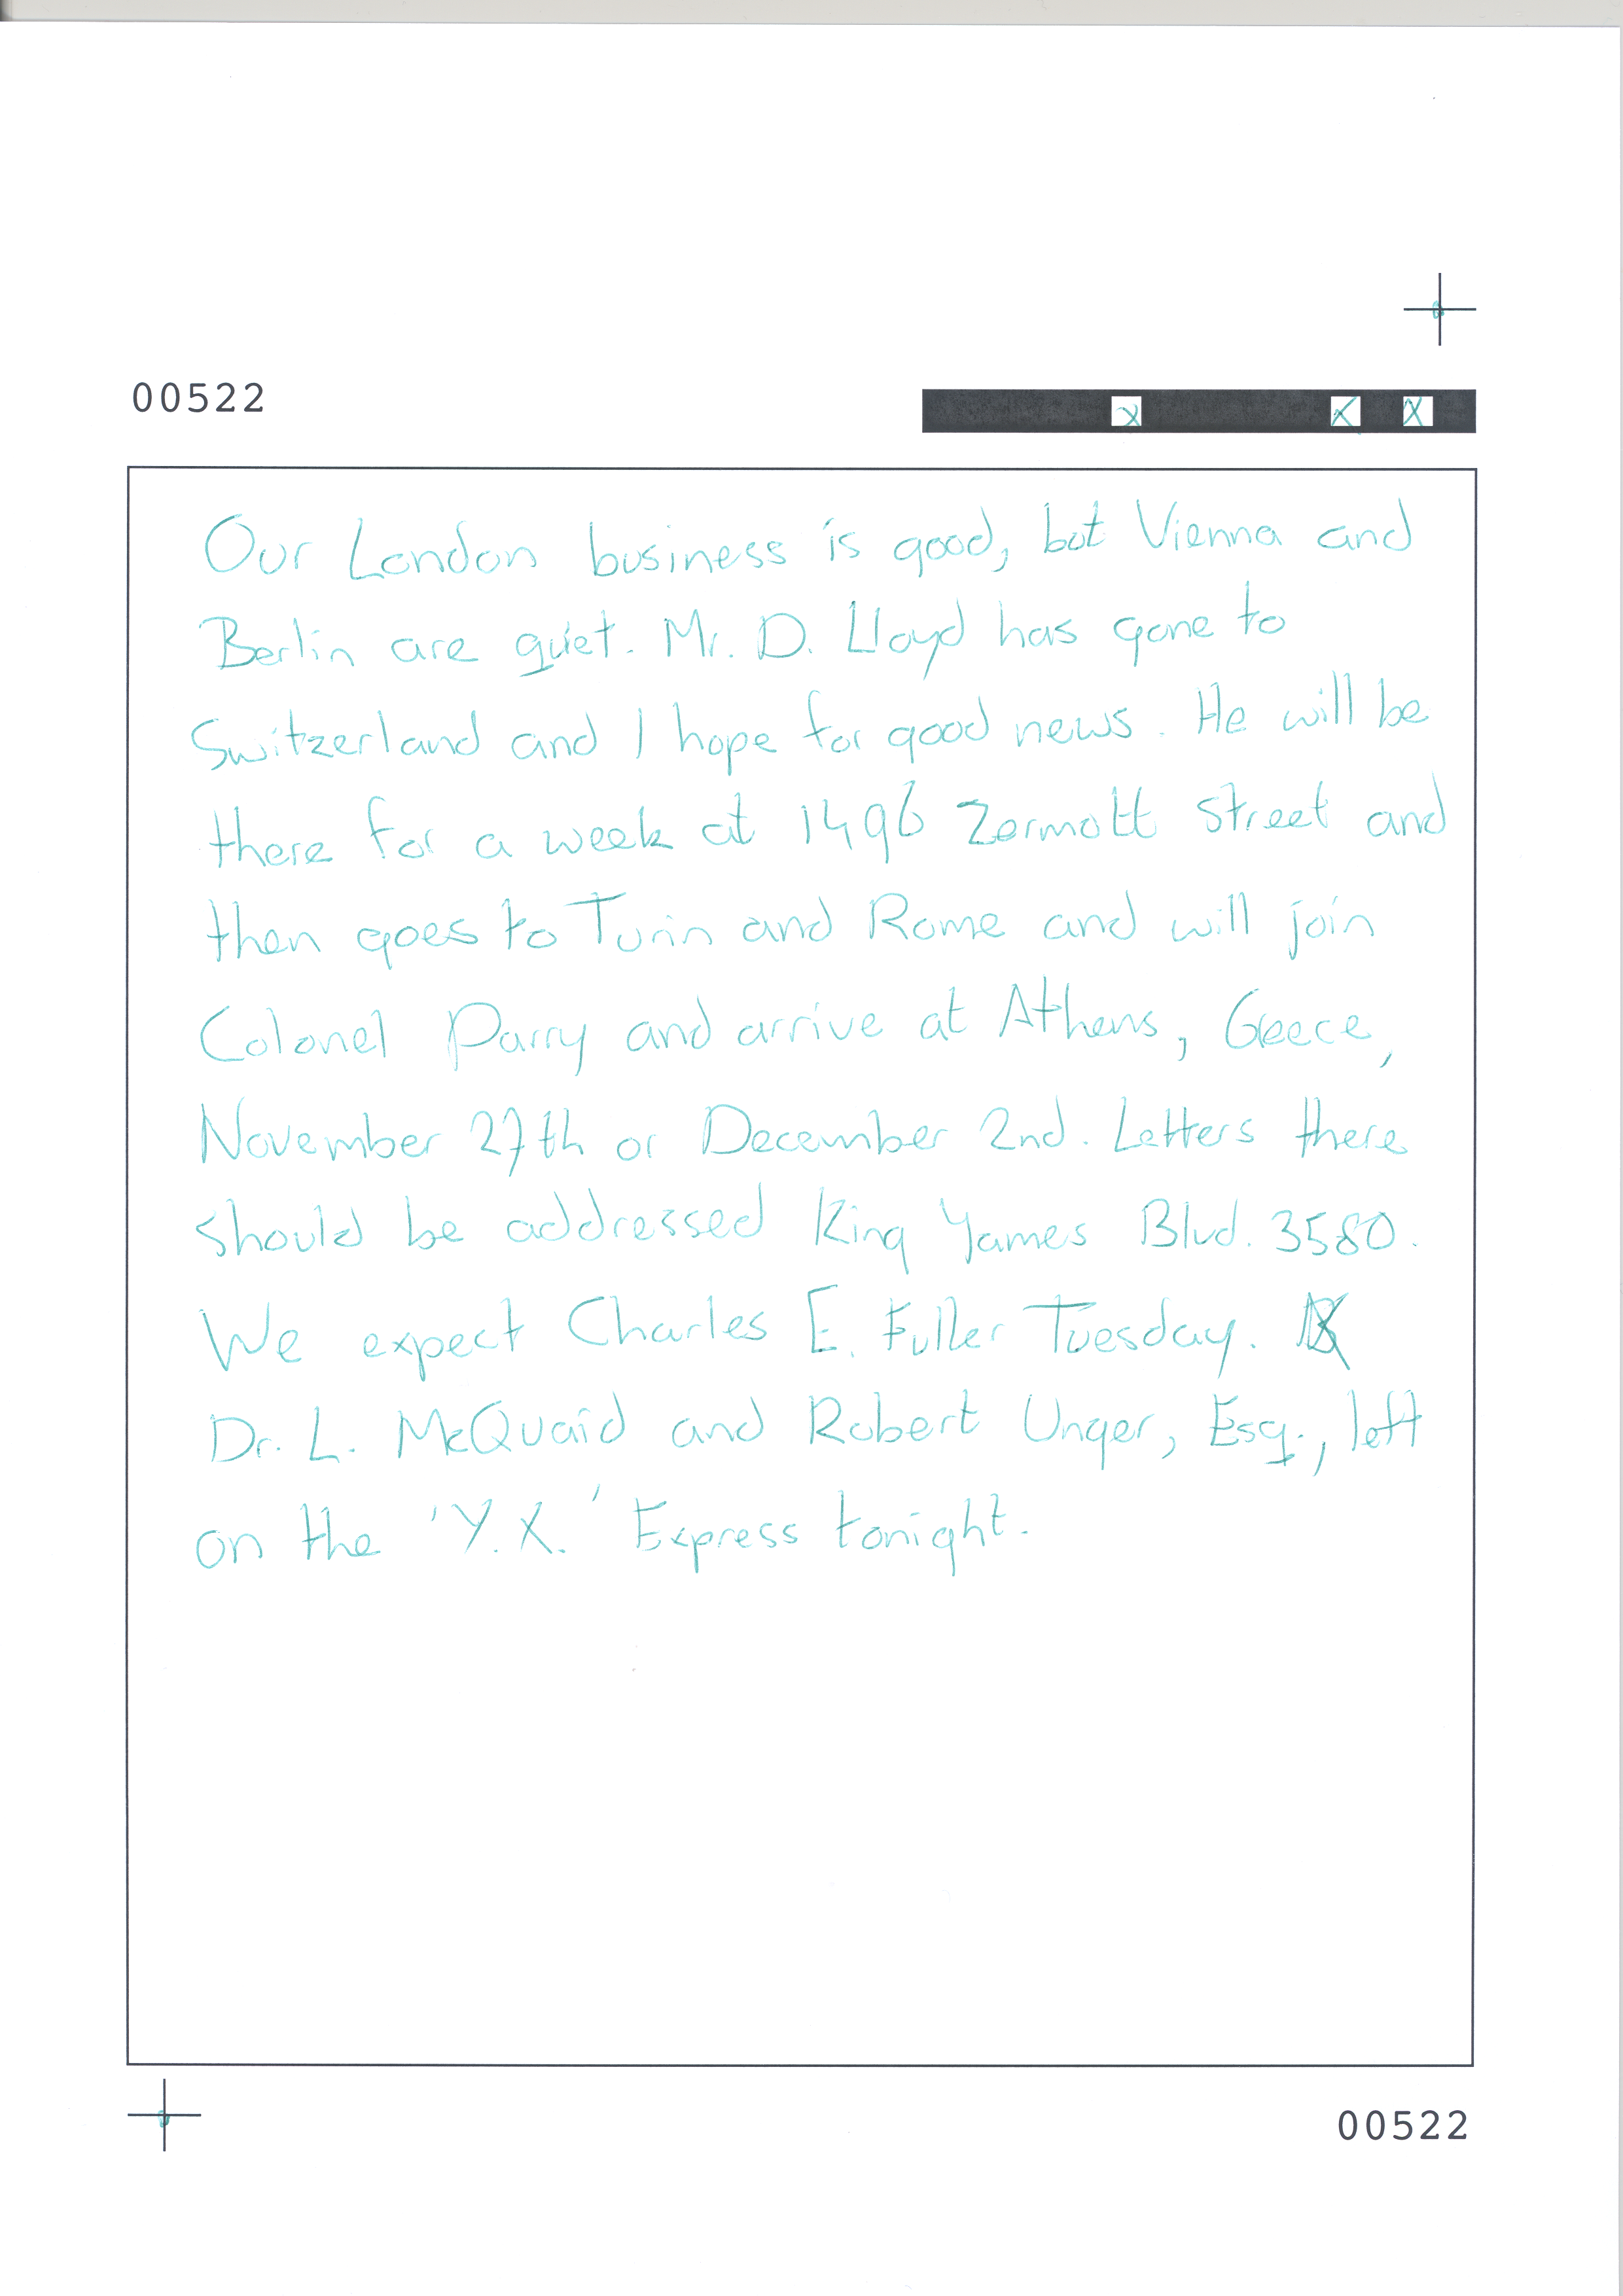 00522
Our London business is good, but Vienna and
Berlin are quiet. Mr. D. Lloyd has gone to
Switzerland and I hope for good news. He will be
there for a week at 1496 Zermott street and
then goes to Turin and Rome and will join
Colonel Parry and arrive at Athens, Greece,
November 27th or December 2nd. Letters there
should be addressed King Yames Blvd. 3580.
We expect Charles E. Fuller Tuesday.
Dr. L. McQuaid and Robert Unger, Esq., left
on the 'Y.X.' Express tonight.
00522